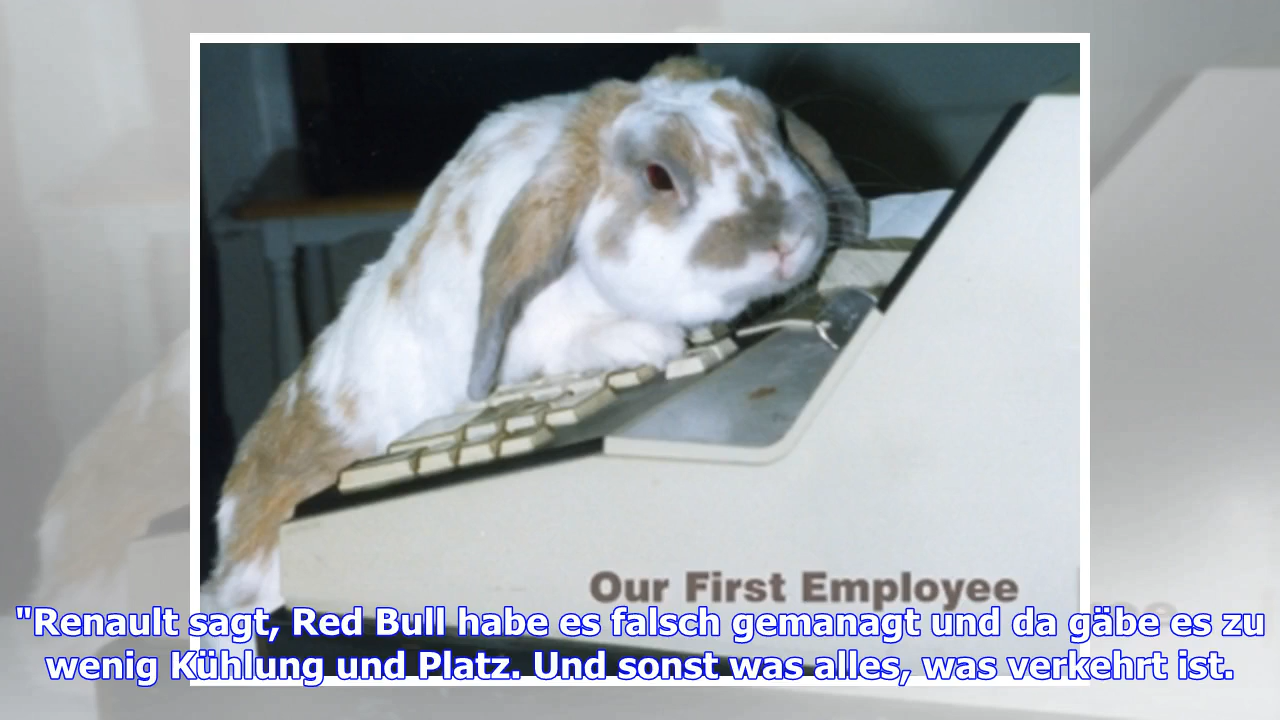 Our First Employee
"Renault sagt, Red Bull habe es falsch gemanagt und da gäbe es zu
wenig Kühlung und Platz. Und sonst was alles, was verkehrt ist.